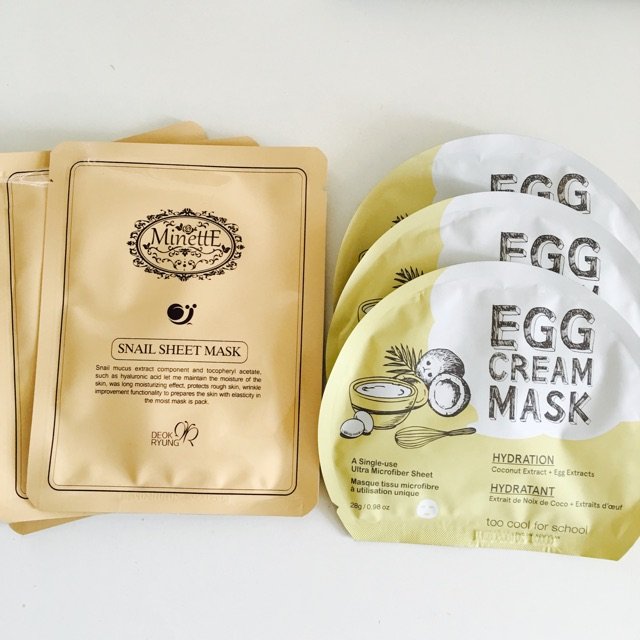 MinettE
SNAIL SHEET MASK
Snail mucus extract component and tocopheryl acetate,
such as hyaluronic acid let me maintain the moisture of the
skin, was long moisturizing effect, protects rough skin, wrinkle
improvement functionality to prepares the skin with elasticity in
the moist mask is pack.
DEOK
RYUNG
EGG
EGG
EGG
CREAM
MASK
A Single-use
Ultra Microfiber Sheet
Masque tissu microfibre
à utilisation unique
28g / 0.98 oz
HYDRATION
Coconut Extract + Egg Extracts
HYDRATANT
Extrait de Noix de Coco + Extraits d'œuf
too cool for school